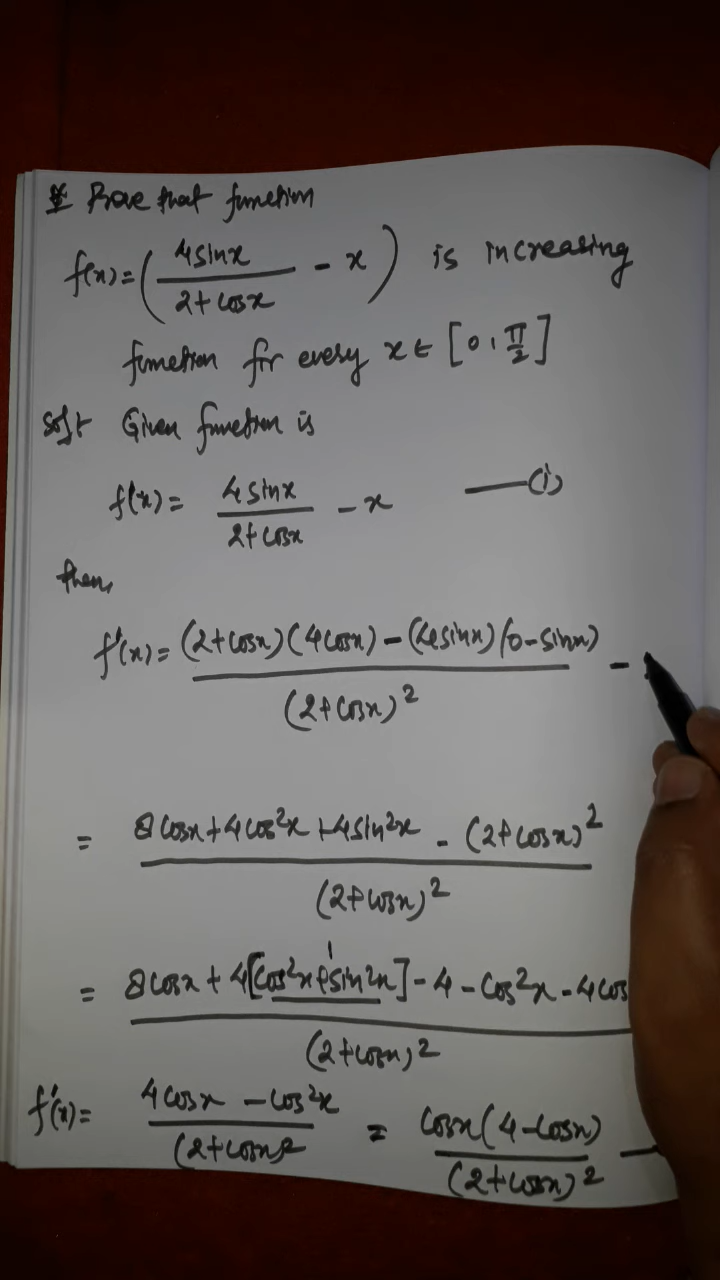 Prove that function
f(x) = ( 4sinx / 2+cosx - x ) is increasing
function for every x ∈ [0, π/2]
Given function is
f(x) = 4sinx / 2+cosx - x —(1)
then,
f'(x) = (2+cosx)(4cosx) - (4sinx)(0-sinx) / (2+cosx)² -
= 8cosx + 4cos²x + 4sin²x - (2+cosx)² / (2+cosx)²
= 8cosx + 4[cos²x + sin²x] - 4 - cos²x - 4cos / (2+cosx)²
f'(x) = 4cosx - cos²x / (2+cosx)² = cosx(4-cosx) / (2+cosx)² —